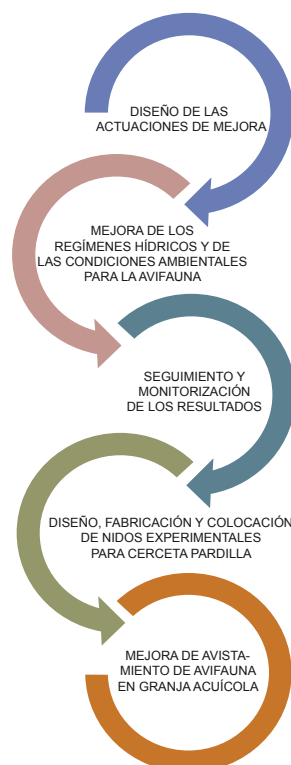 DISEÑO DE LAS
ACTUACIONES DE MEJORA
MEJORA DE LOS
REGÍMENES HÍDRICOS Y DE
LAS CONDICIONES AMBIENTALES
PARA LA AVIFAUNA
SEGUIMIENTO Y
MONITORIZACIÓN
DE LOS RESULTADOS
DISEÑO, FABRICACIÓN Y COLOCACIÓN
DE NIDOS EXPERIMENTALES
PARA CERCETA PARDILLA
MEJORA DE AVISTA-
MIENTO DE AVIFAUNA
EN GRANJA ACUÍCOLA